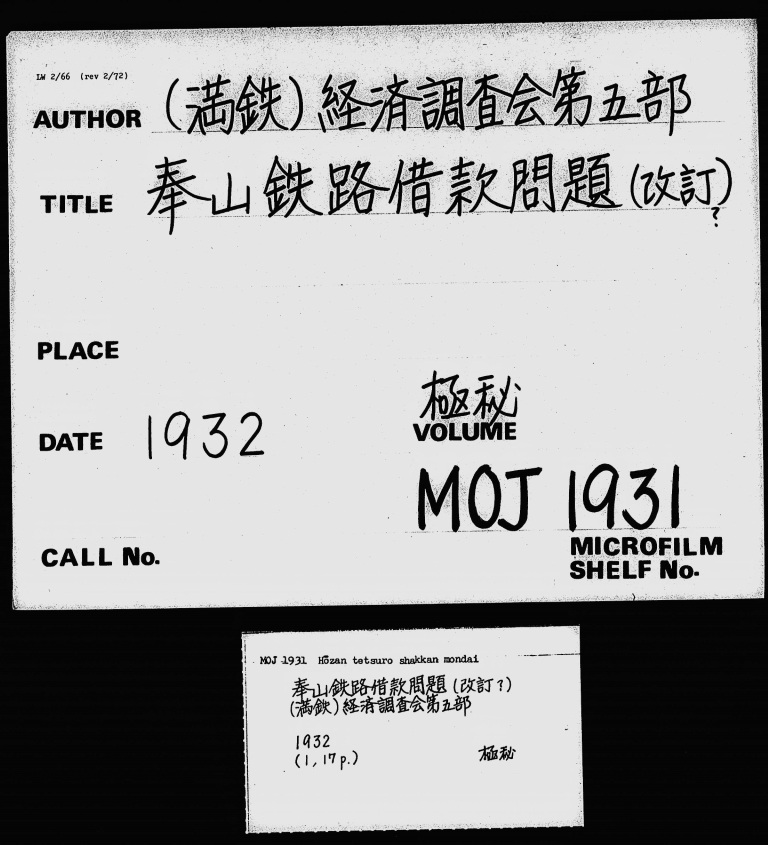 LW 2/66 (rev 2/72)
AUTHOR (満鉄)経済調査会第五部
TITLE 奉山鉄路借款問題(改訂)
?
PLACE
極秘
DATE 1932
VOLUME
MOJ 1931
CALL No.
MICROFILM
SHELF No.
MOJ 1931 Hōzan tetsuro shakkan mondai
奉山鉄路借款問題(改訂?)
(満鉄)経済調査会第五部
1932
(1, 17p.) 極秘